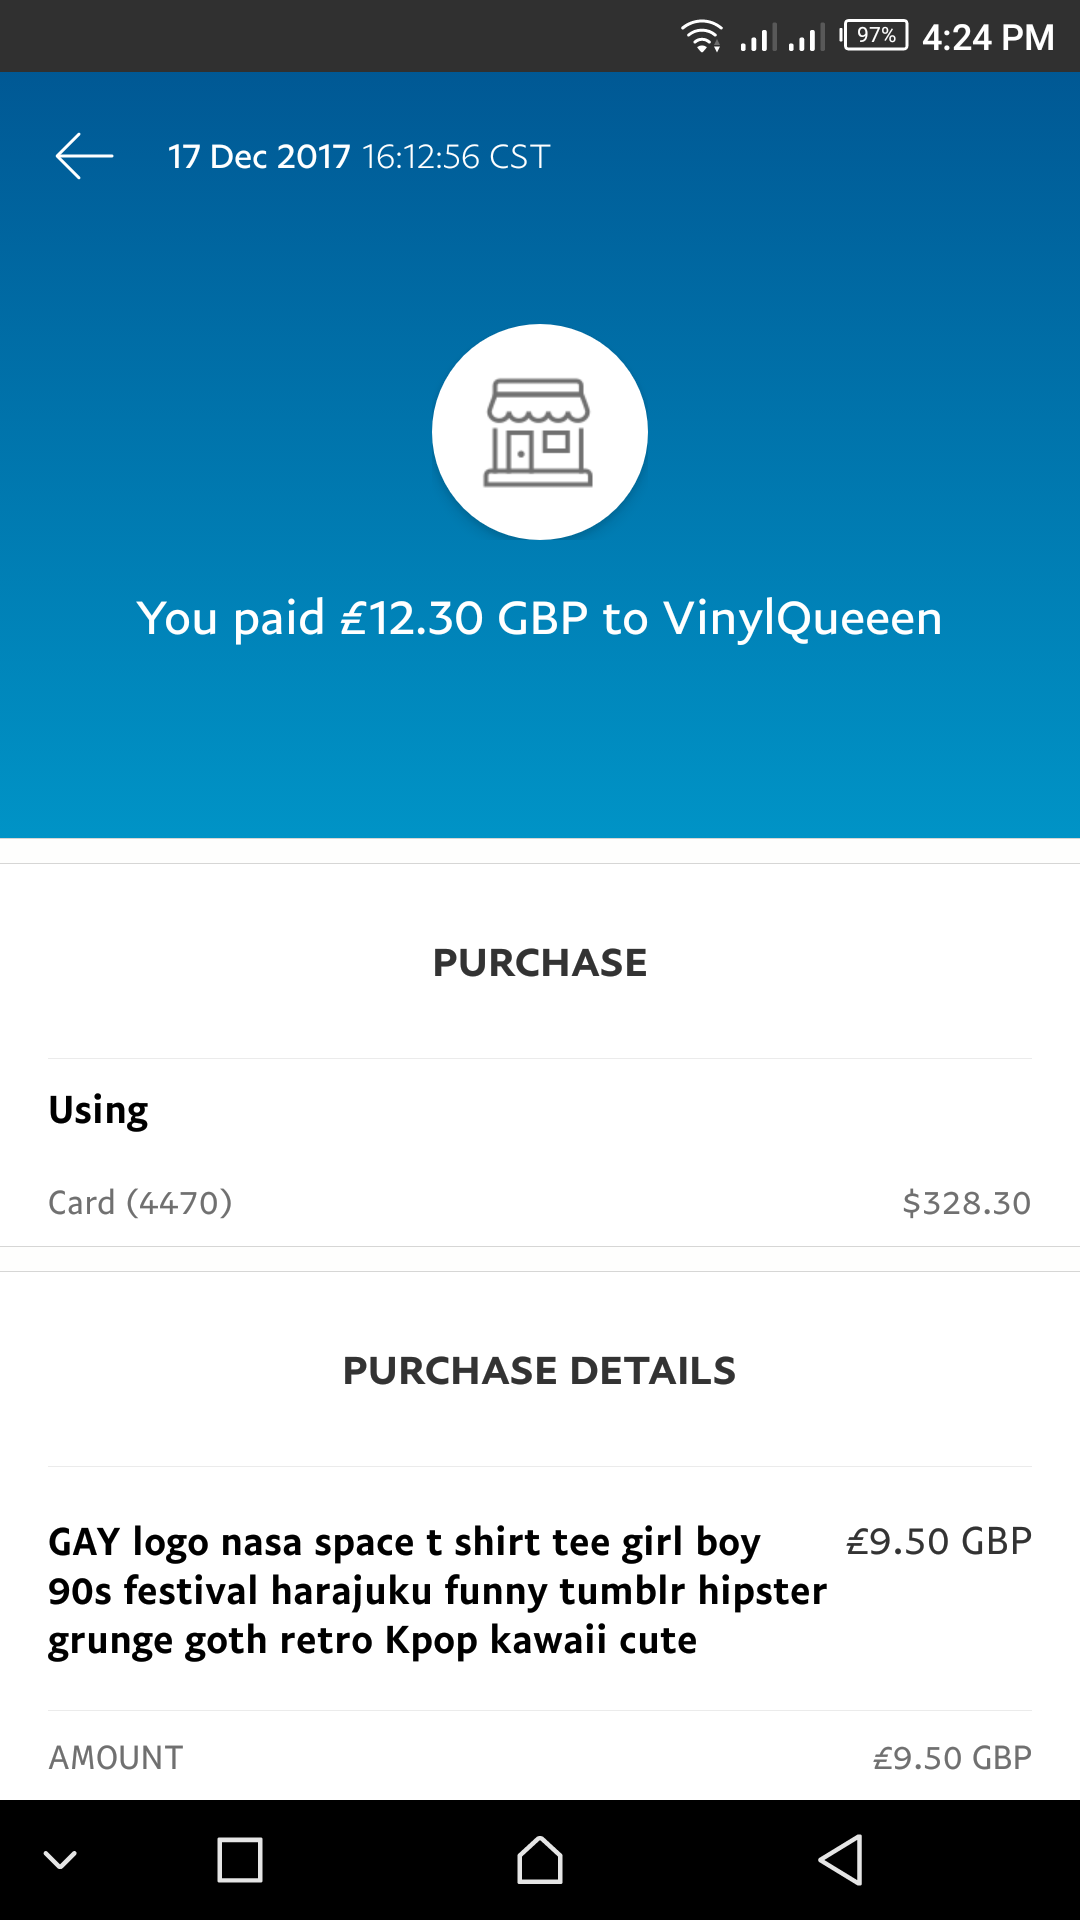 97% 4:24 PM
17 Dec 2017 16:12:56 CST
You paid £12.30 GBP to VinylQueeen
PURCHASE
Using
Card (4470) $328.30
PURCHASE DETAILS
GAY logo nasa space t shirt tee girl boy £9.50 GBP
90s festival harajuku funny tumblr hipster
grunge goth retro Kpop kawaii cute
AMOUNT £9.50 GBP